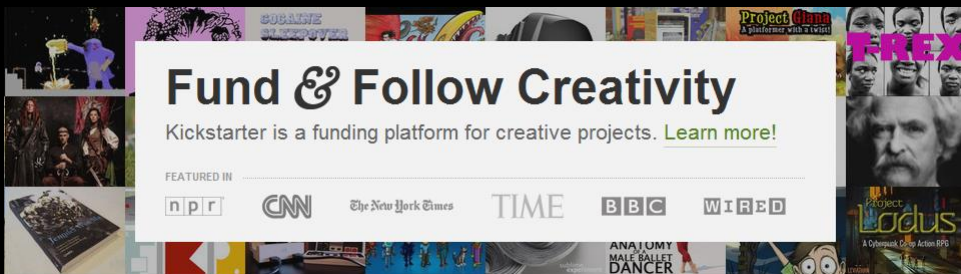 COCAINE
SLEEPOVER
Project Giana
A platformer with a twist!
T-REX
Fund & Follow Creativity
Kickstarter is a funding platform for creative projects. Learn more!
FEATURED IN
npr
CNN
The New York Times
TIME
BBC
WIRED
Project
Lodus
A Cyberpunk Co-op Action RPG
ANATOMY
OF A
MALE BALLET
DANCER